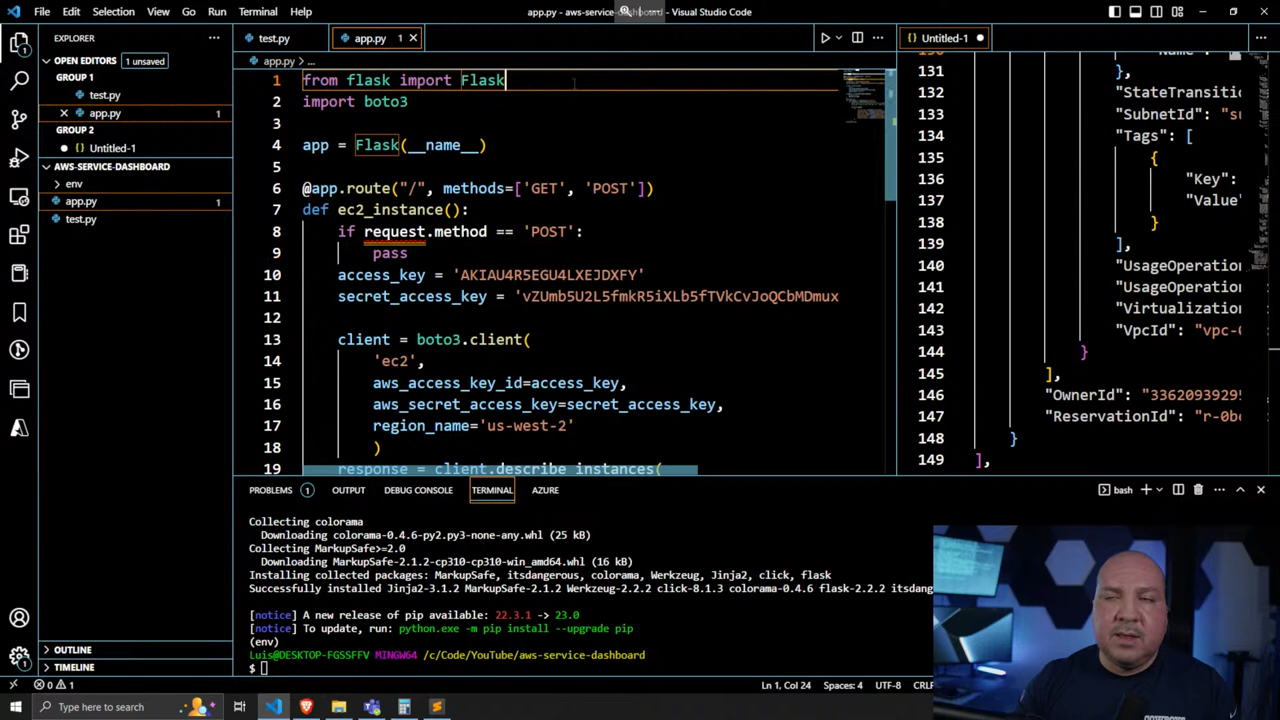 File Edit Selection View Go Run Terminal Help
app.py - aws-service-dashboard - Visual Studio Code
EXPLORER
OPEN EDITORS 1 unsaved
GROUP 1
test.py
app.py 1
GROUP 2
Untitled-1
AWS-SERVICE-DASHBOARD
env
app.py 1
test.py
OUTLINE
TIMELINE
test.py app.py 1
app.py > ...
1 from flask import Flask
2 import boto3
3
4 app = Flask(__name__)
5
6 @app.route("/", methods=['GET', 'POST'])
7 def ec2_instance():
8 if request.method == 'POST':
9 pass
10 access_key = 'AKIAU4R5EGU4LXEJDXFY'
11 secret_access_key = 'vZUmb5U2L5fmkR5iXLb5fTVkCvJoQCbMDmux
12
13 client = boto3.client(
14 'ec2',
15 aws_access_key_id=access_key,
16 aws_secret_access_key=secret_access_key,
17 region_name='us-west-2'
18 )
19 response = client.describe_instances(
Untitled-1
131 },
132 "StateTransitio
133 "SubnetId": "su
134 "Tags": [
135 {
136 "Key":
137 "Value"
138 }
139 ],
140 "UsageOperation
141 "UsageOperation
142 "Virtualization
143 "VpcId": "vpc-0
144 }
145 ],
146 "OwnerId": "33620939295
147 "ReservationId": "r-0bc
148 }
149 ],
PROBLEMS 1 OUTPUT DEBUG CONSOLE TERMINAL AZURE
bash
Collecting colorama
Downloading colorama-0.4.6-py2.py3-none-any.whl (25 kB)
Collecting MarkupSafe>=2.0
Downloading MarkupSafe-2.1.2-cp310-cp310-win_amd64.whl (16 kB)
Installing collected packages: MarkupSafe, itsdangerous, colorama, Werkzeug, Jinja2, click, flask
Successfully installed Jinja2-3.1.2 MarkupSafe-2.1.2 Werkzeug-2.2.2 click-8.1.3 colorama-0.4.6 flask-2.2.2 itsdang
[notice] A new release of pip available: 22.3.1 -> 23.0
[notice] To update, run: python.exe -m pip install --upgrade pip
(env)
Luis@DESKTOP-FGSSFFV MINGW64 /c/Code/YouTube/aws-service-dashboard
$
0 1
Ln 1, Col 24 Spaces: 4 UTF-8 CRLF
Type here to search